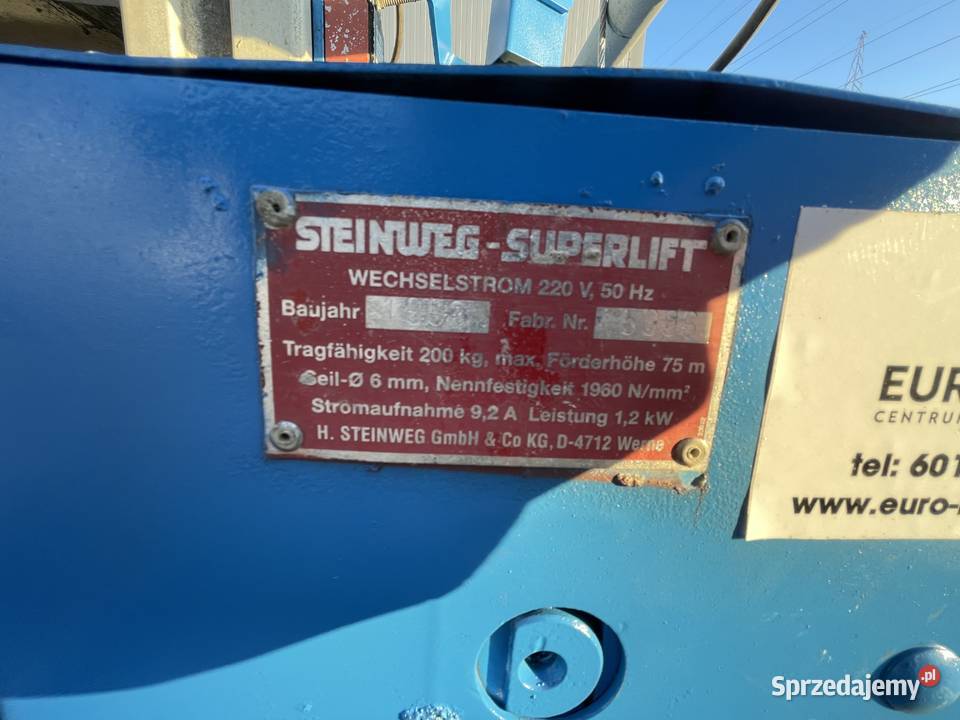 STEINWEG-SUPERLIFT
WECHSELSTROM 220 V, 50 Hz
Baujahr Fabr. Nr.
Tragfähigkeit 200 kg, max. Förderhöhe 75 m
Seil-Ø 6 mm, Nennfestigkeit 1960 N/mm²
Stromaufnahme 9,2 A Leistung 1,2 kW
H. STEINWEG GmbH & Co KG, D-4712 Werne
EUR
CENTRUM
tel: 601
www.euro-
Sprzedajemy.pl